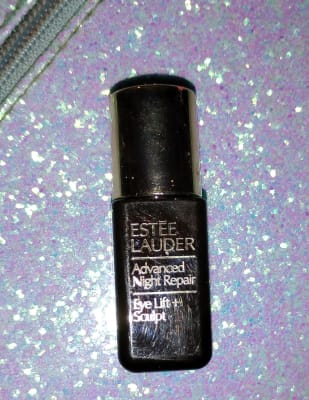 ESTĒE
LAUDER
Advanced
Night Repair
Eye Lift +
Sculpt